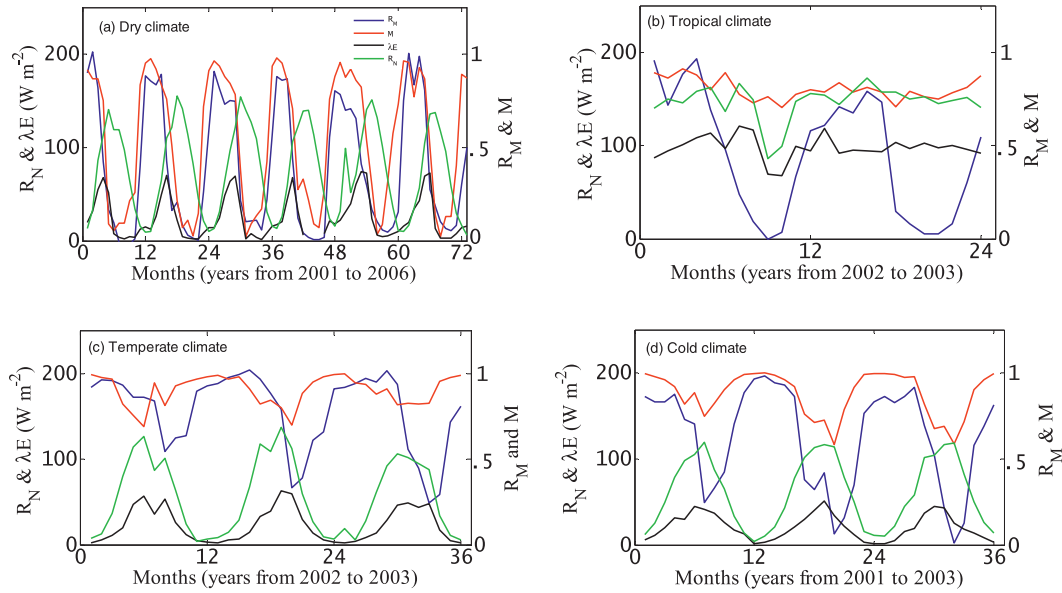 (a) Dry climate
R_M
M
λE
R_N
R_N & λE (W m⁻²)
200
100
0
1
.5
0
R_M & M
0 12 24 36 48 60 72
Months (years from 2001 to 2006)
(b) Tropical climate
R_N & λE (W m⁻²)
200
100
0
1
.5
0
R_M & M
0 12 24
Months (years from 2002 to 2003)
(c) Temperate climate
R_N & λE (W m⁻²)
200
100
0
1
.5
0
R_M and M
0 12 24 36
Months (years from 2002 to 2003)
(d) Cold climate
R_N & λE (W m⁻²)
200
100
0
1
.5
0
R_M & M
0 12 24 36
Months (years from 2001 to 2003)